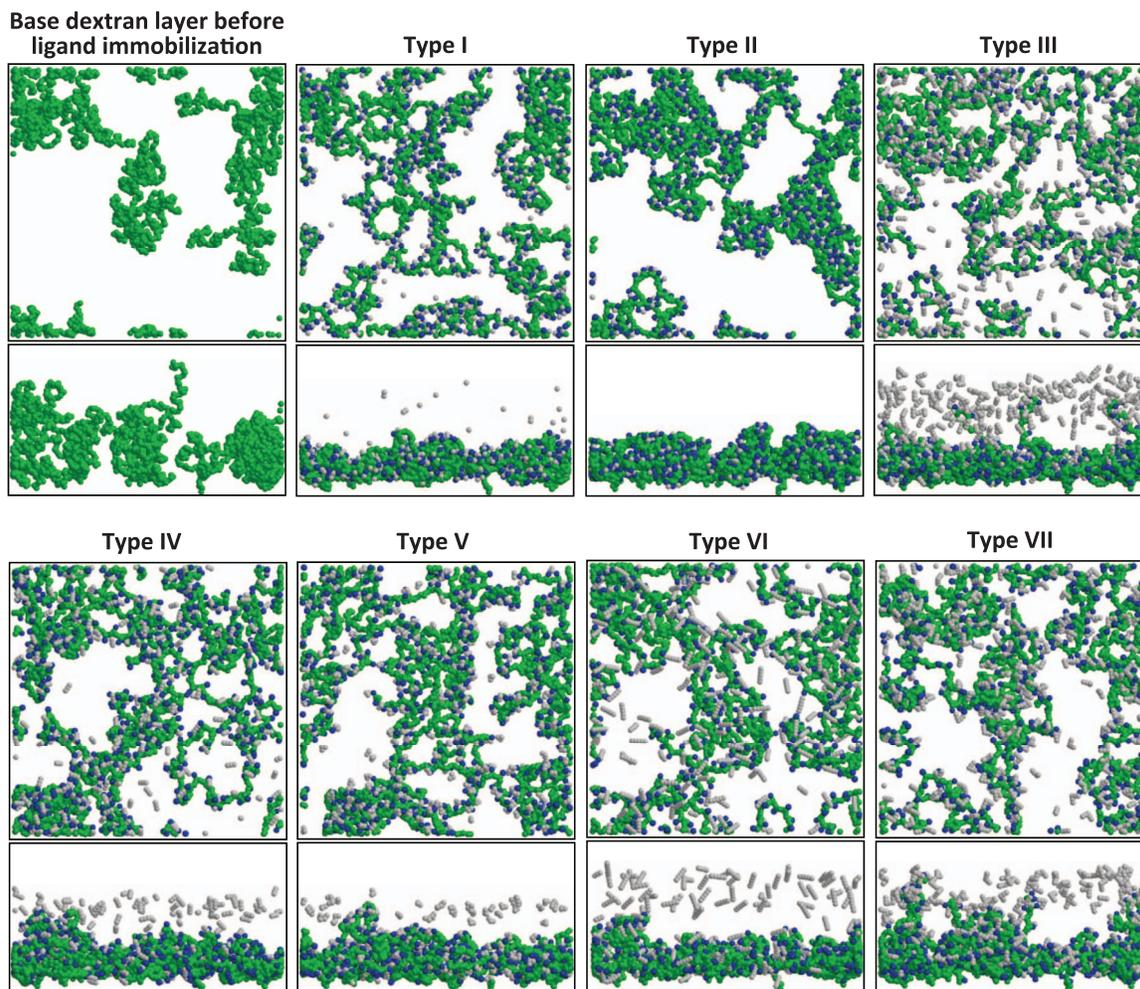 Base dextran layer before
ligand immobilization
Type I
Type II
Type III
Type IV
Type V
Type VI
Type VII